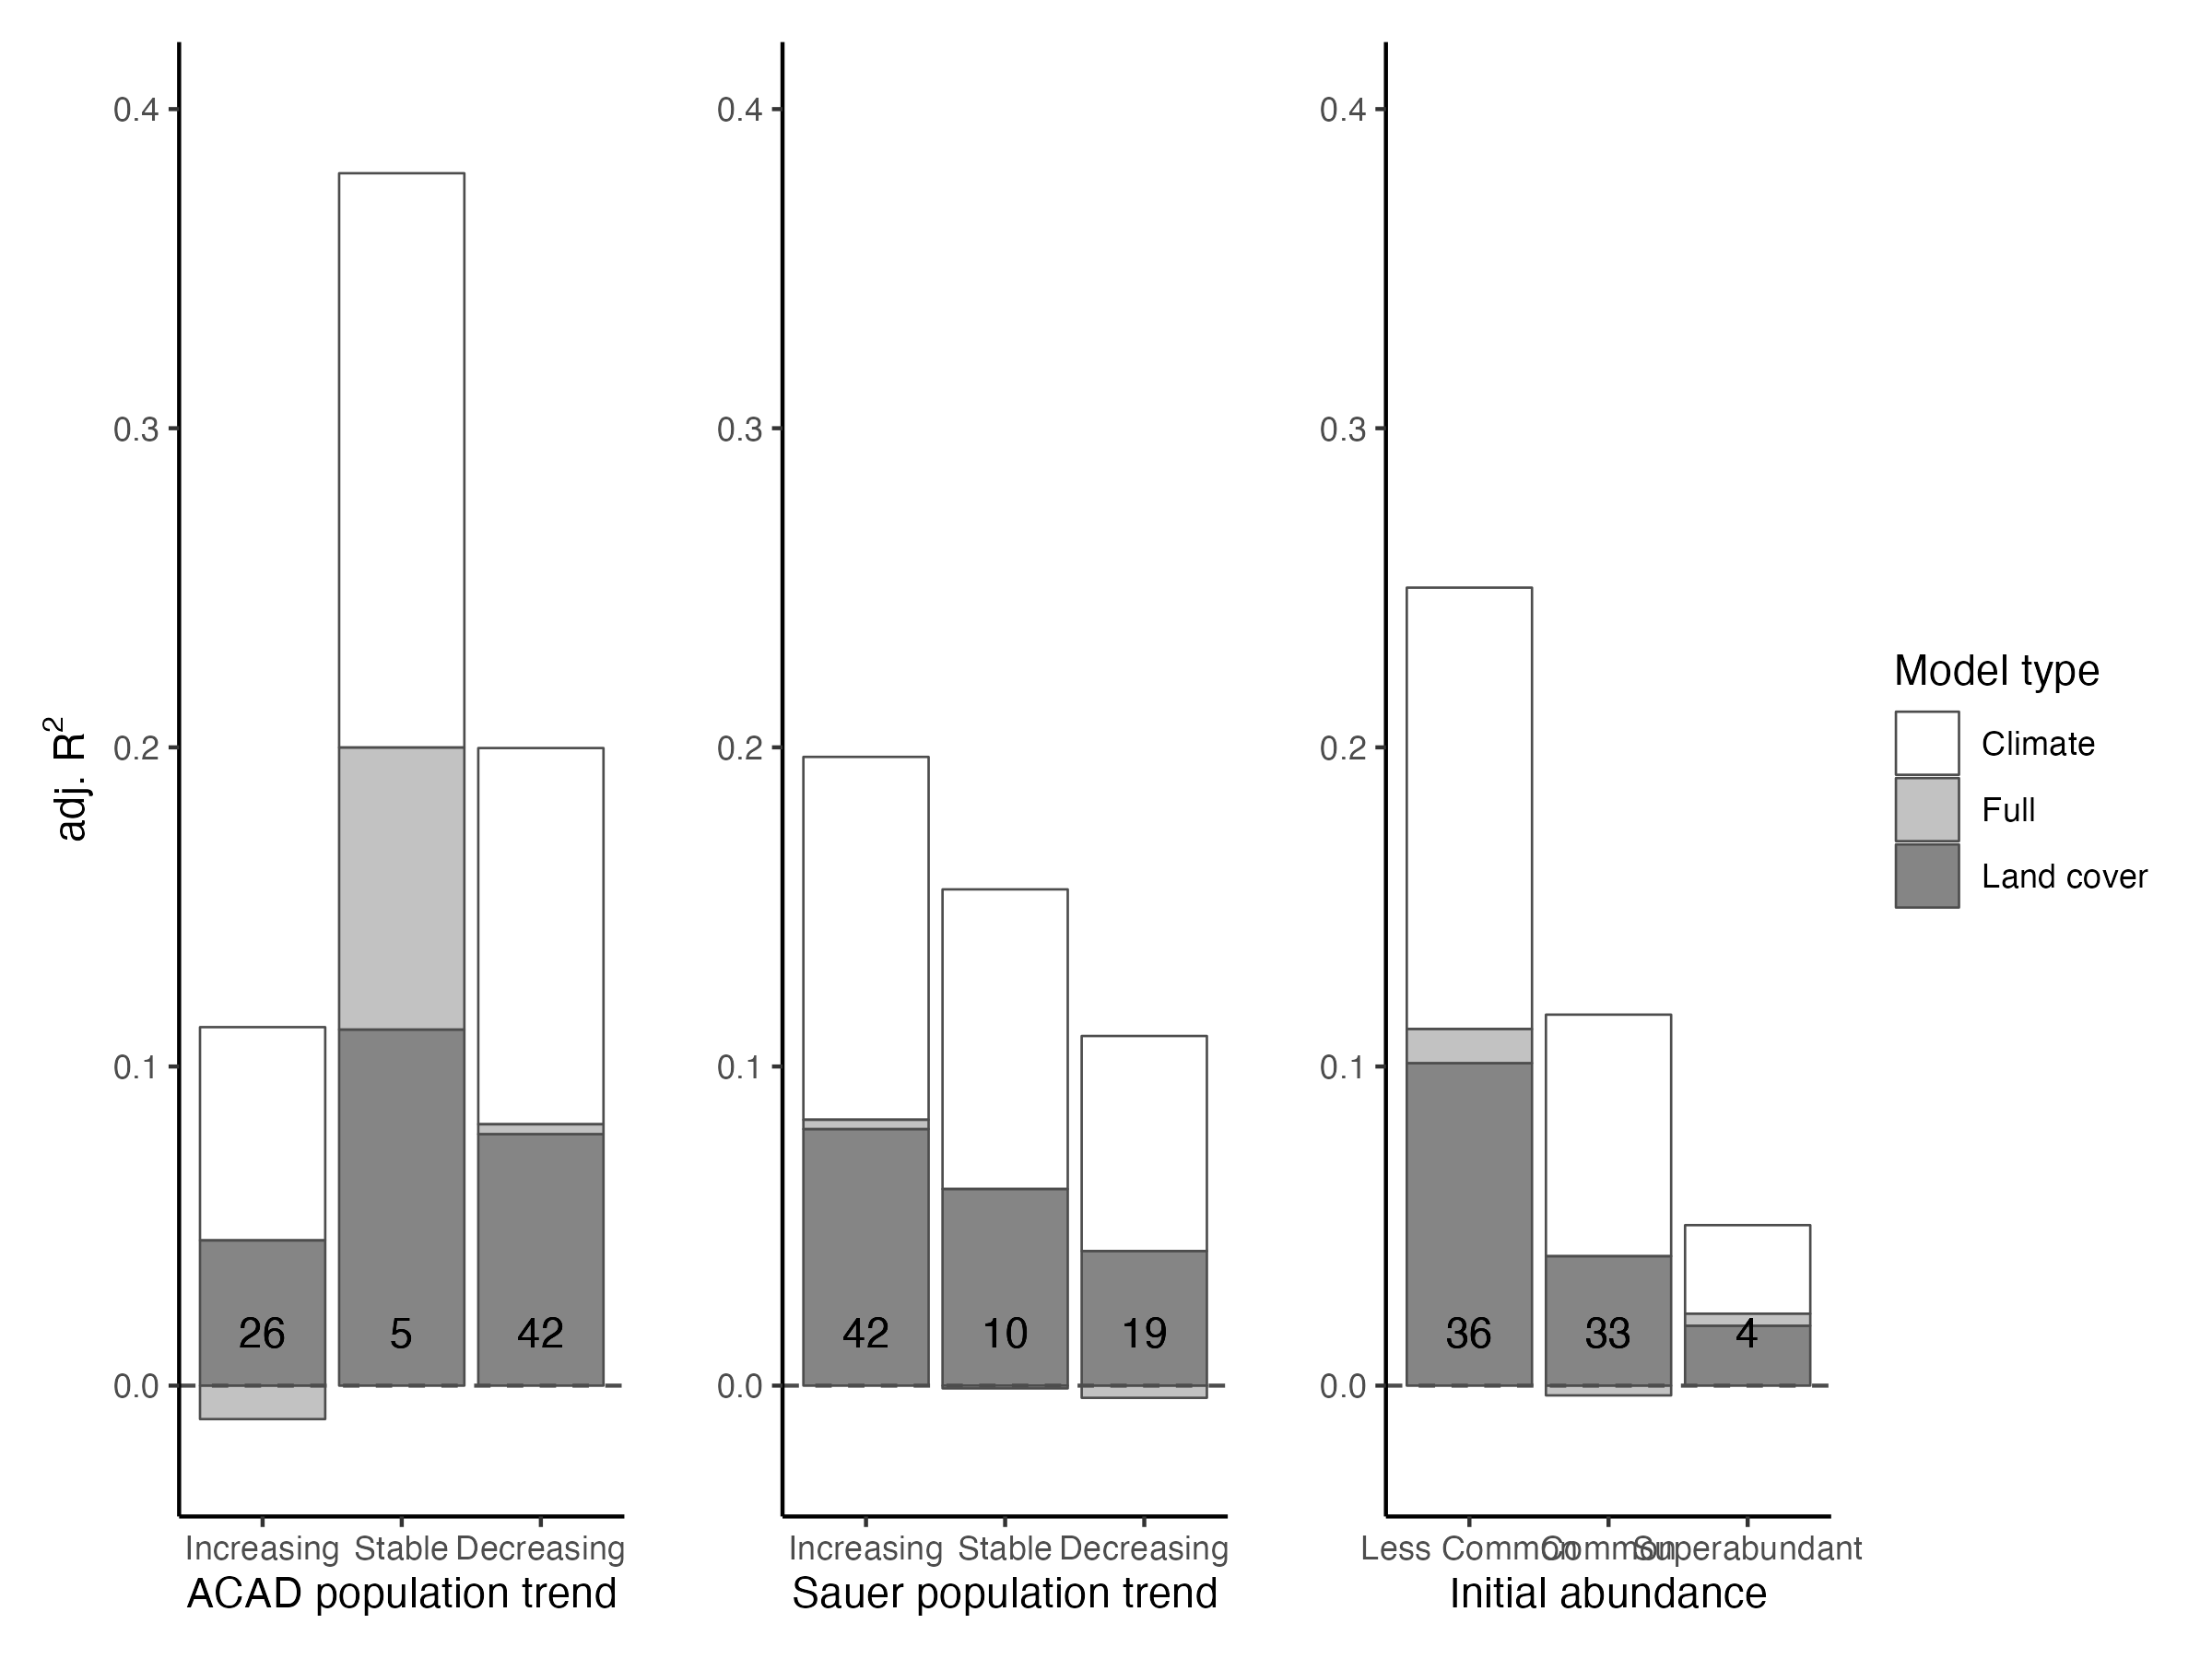 adj. R²
0.4
0.3
0.2
0.1
0.0
26
5
42
Increasing Stable Decreasing
ACAD population trend
0.4
0.3
0.2
0.1
0.0
42
10
19
Increasing Stable Decreasing
Sauer population trend
0.4
0.3
0.2
0.1
0.0
36
33
4
Less Common Common Superabundant
Initial abundance
Model type
Climate
Full
Land cover